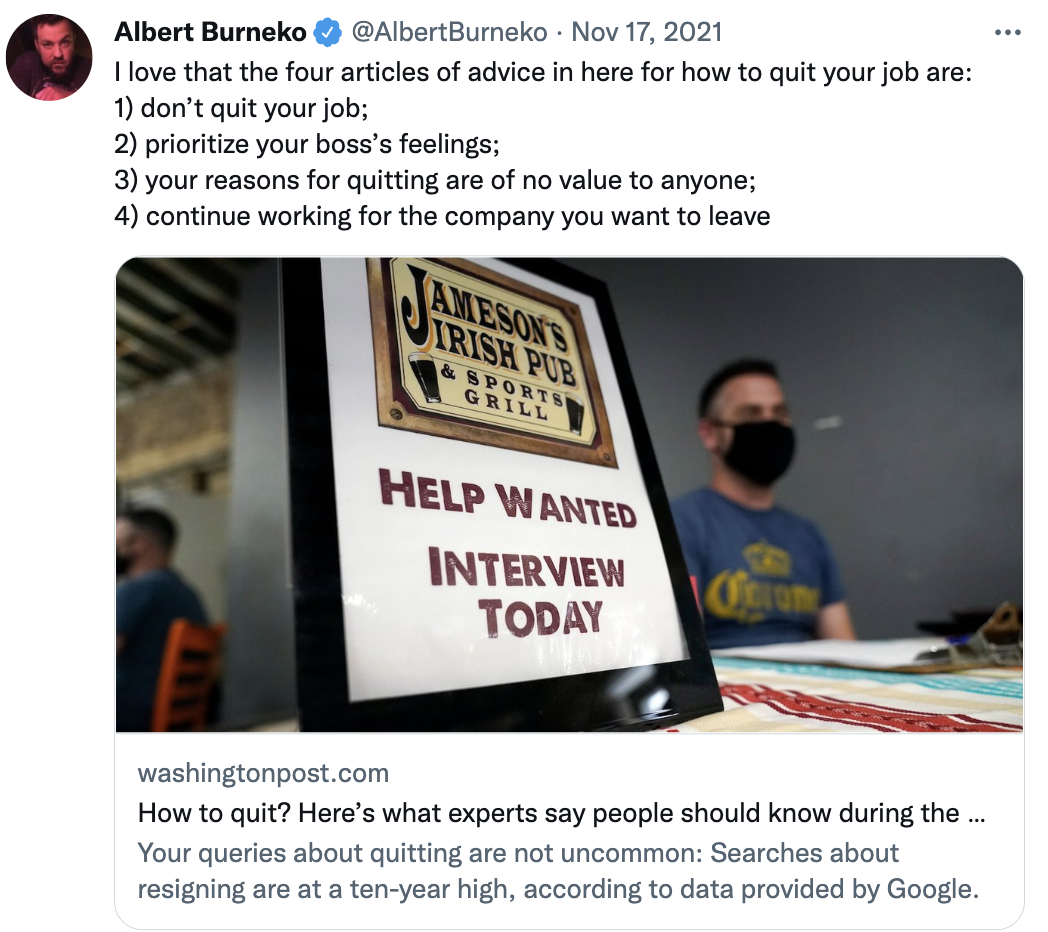 Albert Burneko @AlbertBurneko · Nov 17, 2021
I love that the four articles of advice in here for how to quit your job are:
1) don’t quit your job;
2) prioritize your boss’s feelings;
3) your reasons for quitting are of no value to anyone;
4) continue working for the company you want to leave
JAMESON'S
IRISH PUB
& SPORTS
GRILL
HELP WANTED
INTERVIEW
TODAY
Corona
washingtonpost.com
How to quit? Here’s what experts say people should know during the ...
Your queries about quitting are not uncommon: Searches about
resigning are at a ten-year high, according to data provided by Google.